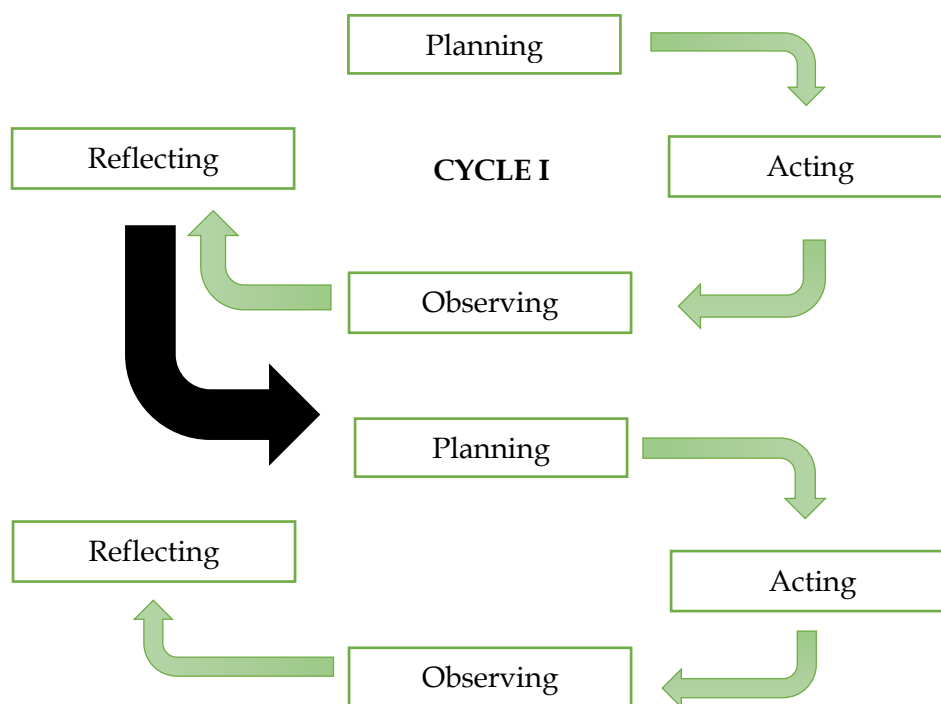 Planning
Reflecting
CYCLE I
Acting
Observing
Planning
Reflecting
Acting
Observing